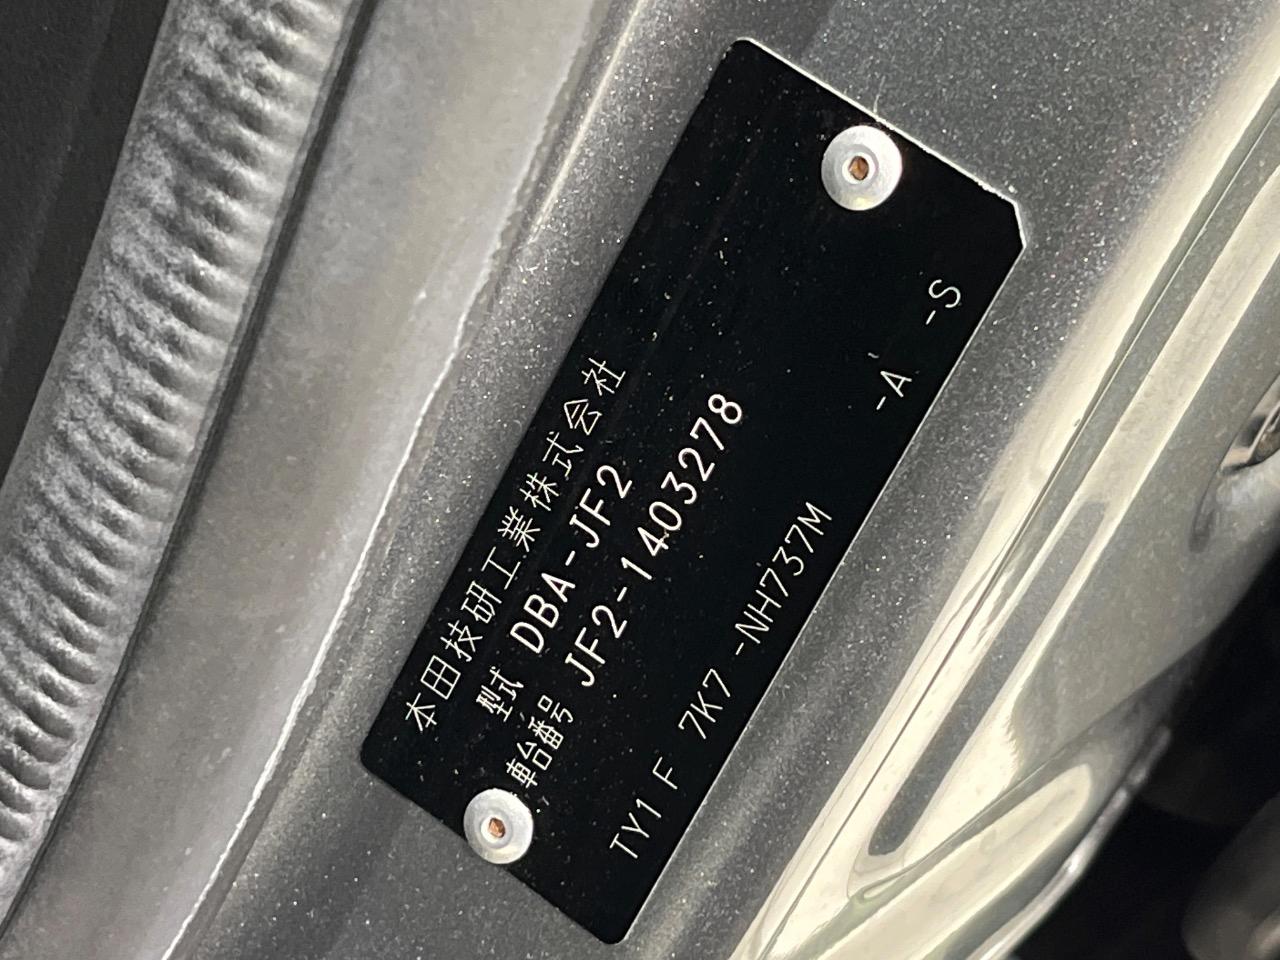 本田技研工業株式会社
型式 DBA-JF2
車台番号 JF2-1403278
TY1 F 7K7 -NH737M -A -S